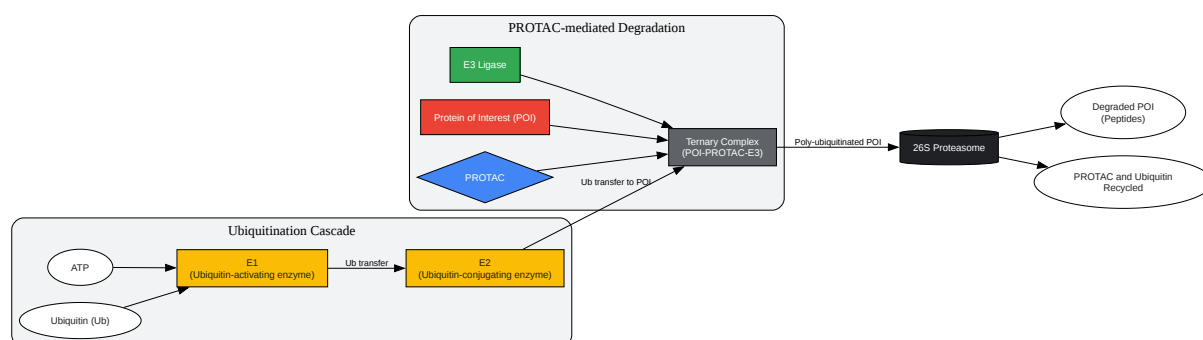 PROTAC-mediated Degradation
E3 Ligase
Protein of Interest (POI)
PROTAC
Ternary Complex
(POI-PROTAC-E3)
Poly-ubiquitinated POI
26S Proteasome
Degraded POI
(Peptides)
PROTAC and Ubiquitin
Recycled
Ub transfer to POI
Ubiquitination Cascade
ATP
Ubiquitin (Ub)
E1
(Ubiquitin-activating enzyme)
Ub transfer
E2
(Ubiquitin-conjugating enzyme)